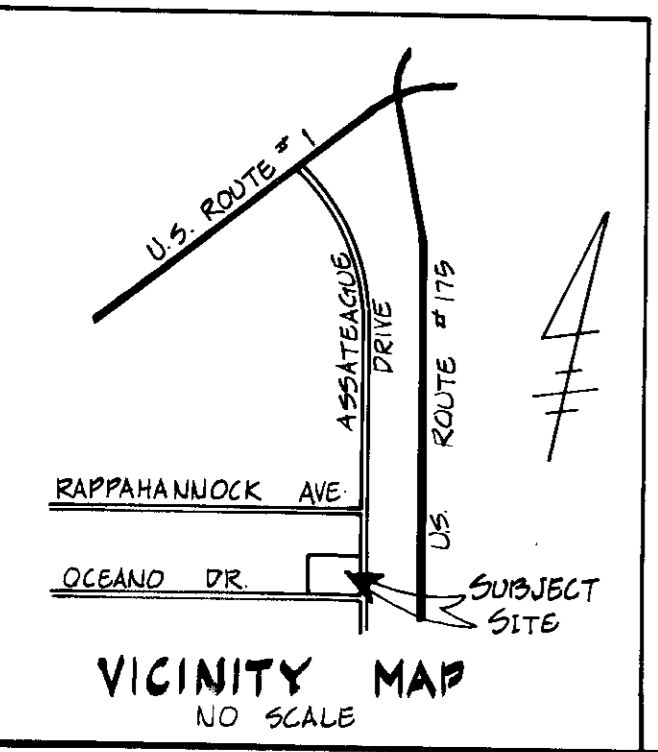 U.S. ROUTE # 1
ASSATEAGUE
DRIVE
U.S. ROUTE # 175
RAPPAHANNOCK AVE.
OCEANO DR.
SUBJECT
SITE
VICINITY MAP
NO SCALE